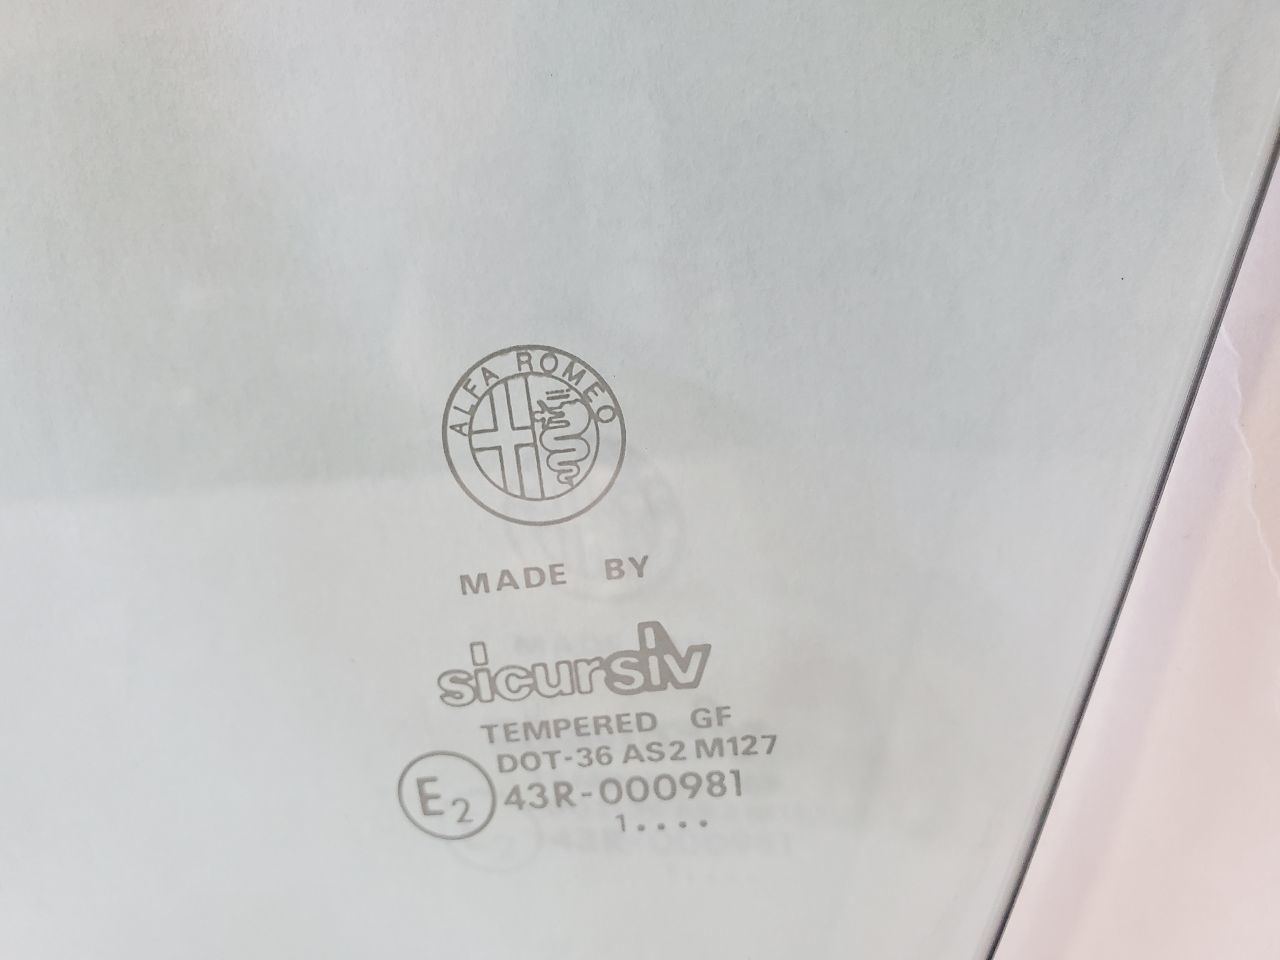 ALFA ROMEO
MADE BY
sicursiv
TEMPERED GF
DOT-36 AS2 M127
E2 43R-000981
1....